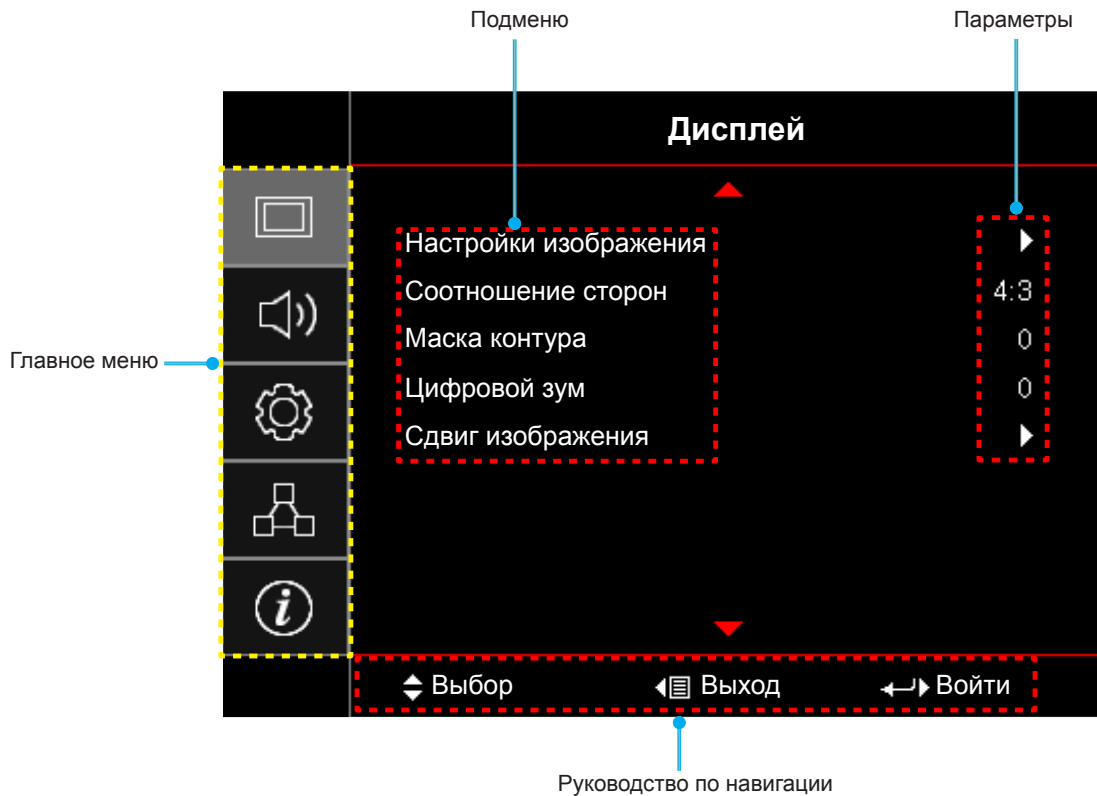 Подменю
Параметры
Дисплей
Настройки изображения
Соотношение сторон 4:3
Маска контура 0
Главное меню
Цифровой зум 0
Сдвиг изображения
i
Выбор Выход Войти
Руководство по навигации